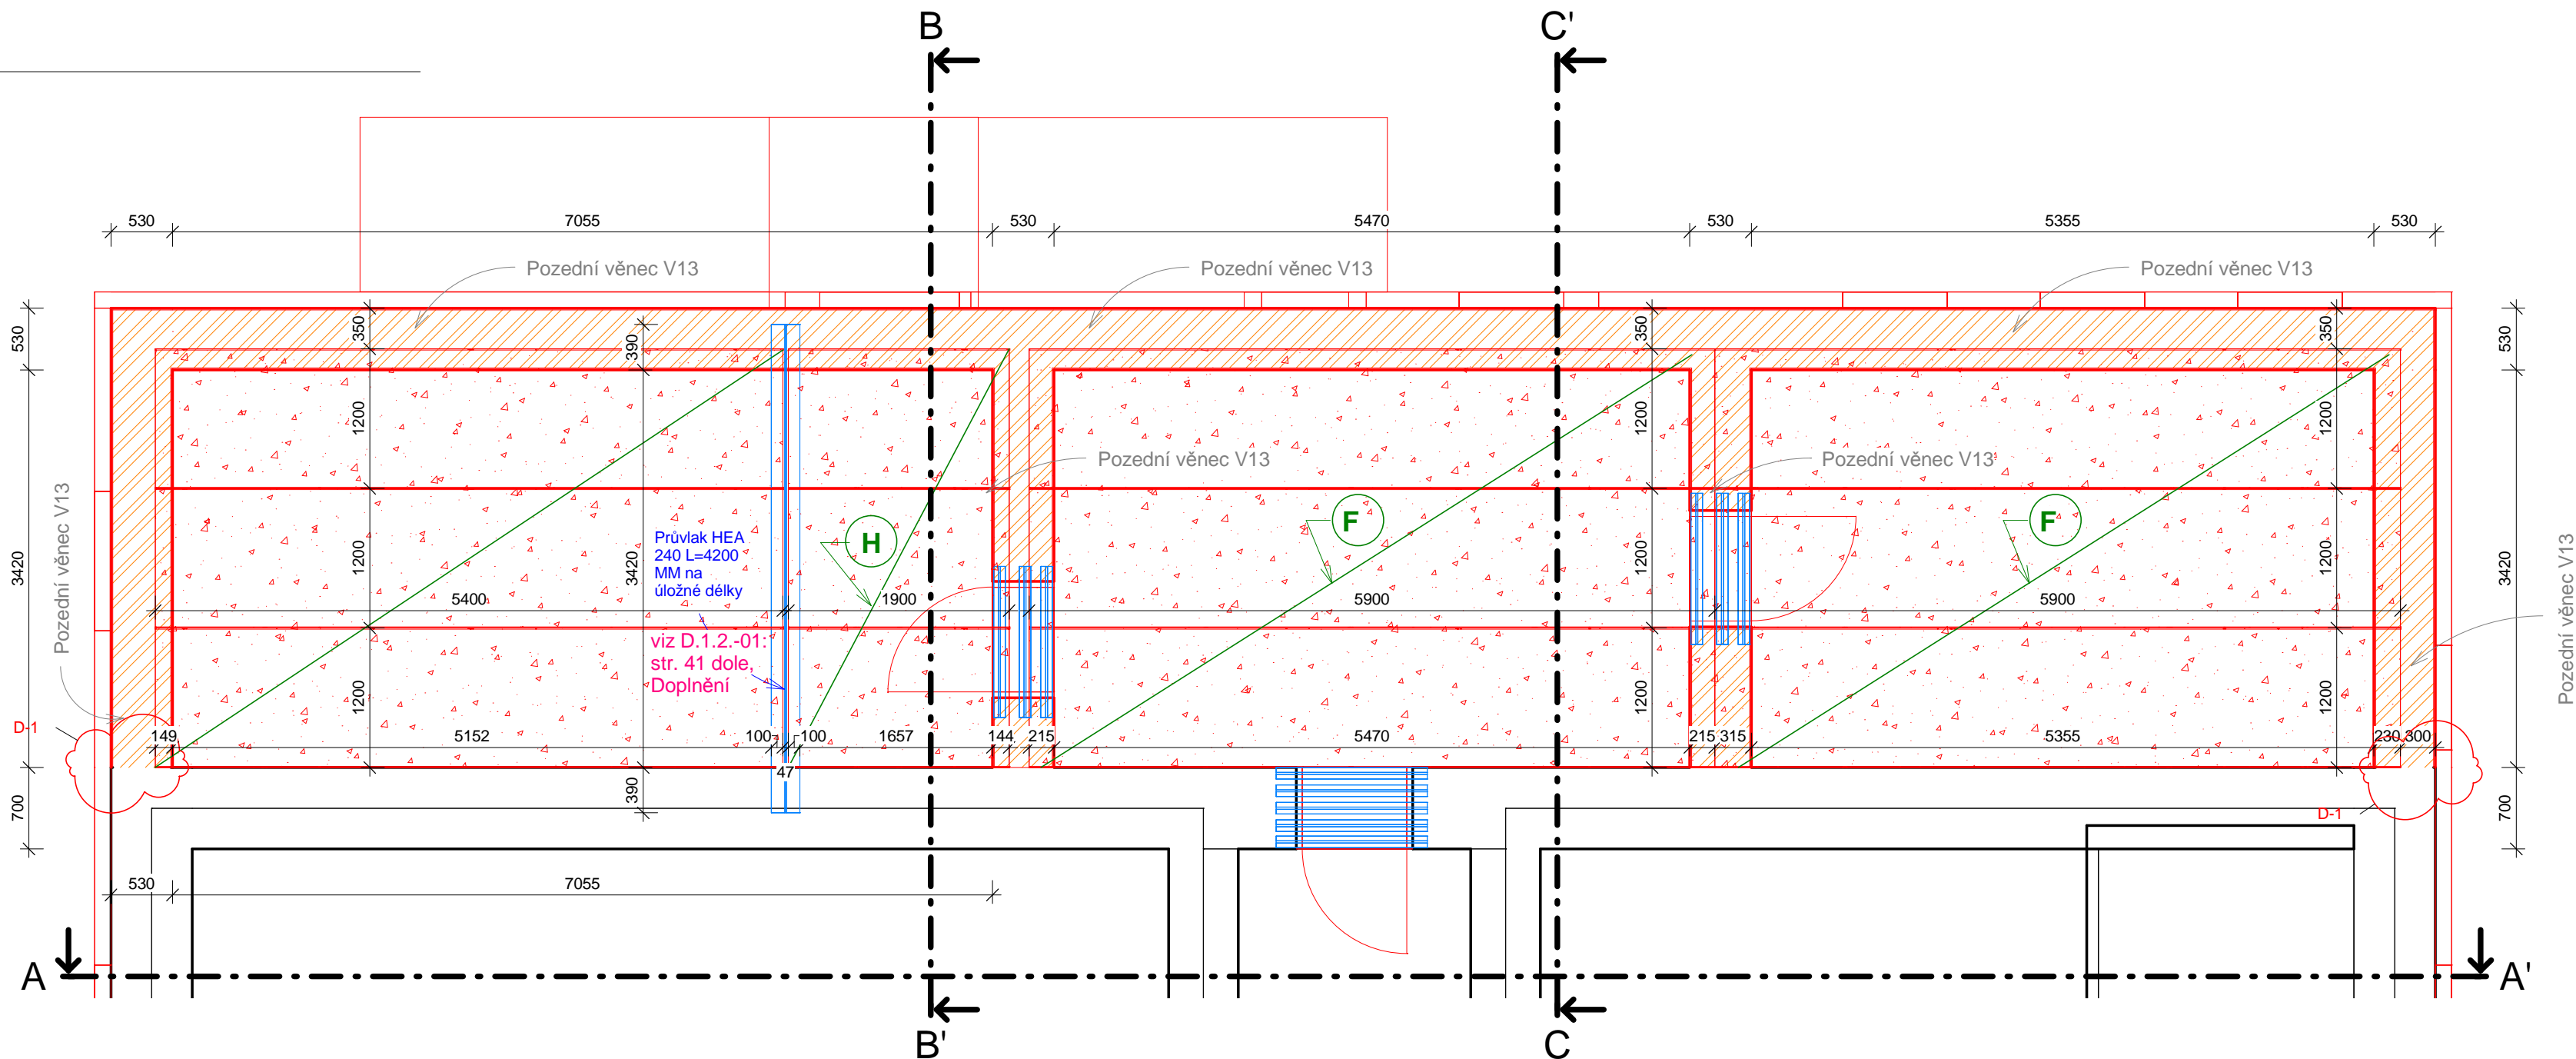 B
C'
530
7055
530
5470
530
5355
530
Pozední věnec V13
Pozední věnec V13
Pozední věnec V13
530
350
390
350
350
530
3420
1200
1200
1200
3420
1200
1200
1200
1200
1200
1200
3420
Pozední věnec V13
Pozední věnec V13
Pozední věnec V13
Pozední věnec V13
H
F
F
Průvlak HEA
240 L=4200
MM na
úložné délky
5400
1900
5900
5900
viz D.1.2.-01:
str. 41 dole,
Doplnění
D-1
149
5152
100
100
1657
144
215
5470
215
315
5355
230
300
47
700
390
700
D-1
530
7055
A
A'
B'
C